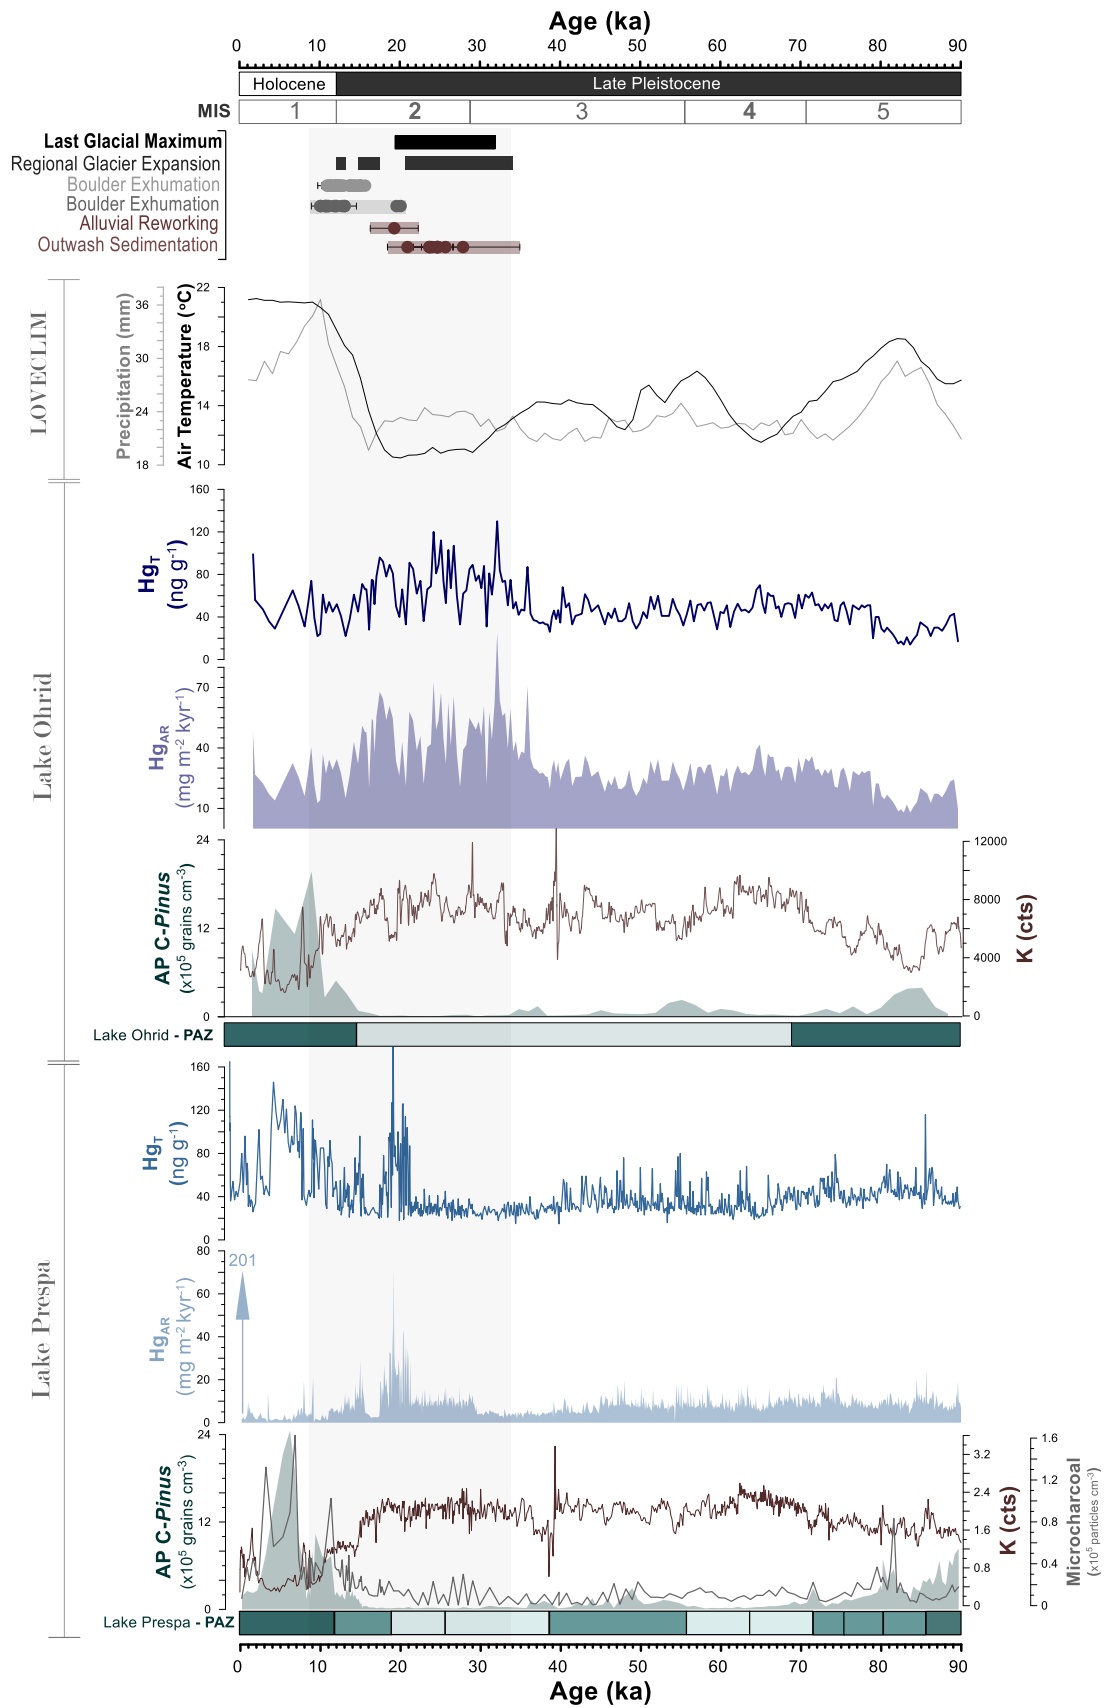 Age (ka)
0 10 20 30 40 50 60 70 80 90
Holocene Late Pleistocene
MIS 1 2 3 4 5
Last Glacial Maximum
Regional Glacier Expansion
Boulder Exhumation
Boulder Exhumation
Alluvial Reworking
Outwash Sedimentation
LOVECLIM
Precipitation (mm)
36
30
24
18
Air Temperature (°C)
22
18
14
10
Lake Ohrid
HgT
(ng g-1)
160
120
80
40
0
HgAR
(mg m-2 kyr-1)
70
40
10
AP C-Pinus
(x10⁵ grains cm-3)
24
12
0
12000
8000
4000
0
K (cts)
Lake Ohrid - PAZ
Lake Prespa
HgT
(ng g-1)
160
120
80
40
0
HgAR
(mg m-2 kyr-1)
80
60
40
20
0
201
AP C-Pinus
(x10⁵ grains cm-3)
24
12
0
3.2
2.4
1.6
0.8
0
K (cts)
1.6
1.2
0.8
0.4
0
Microcharcoal
(x10⁵ particles cm-3)
Lake Prespa - PAZ
0 10 20 30 40 50 60 70 80 90
Age (ka)